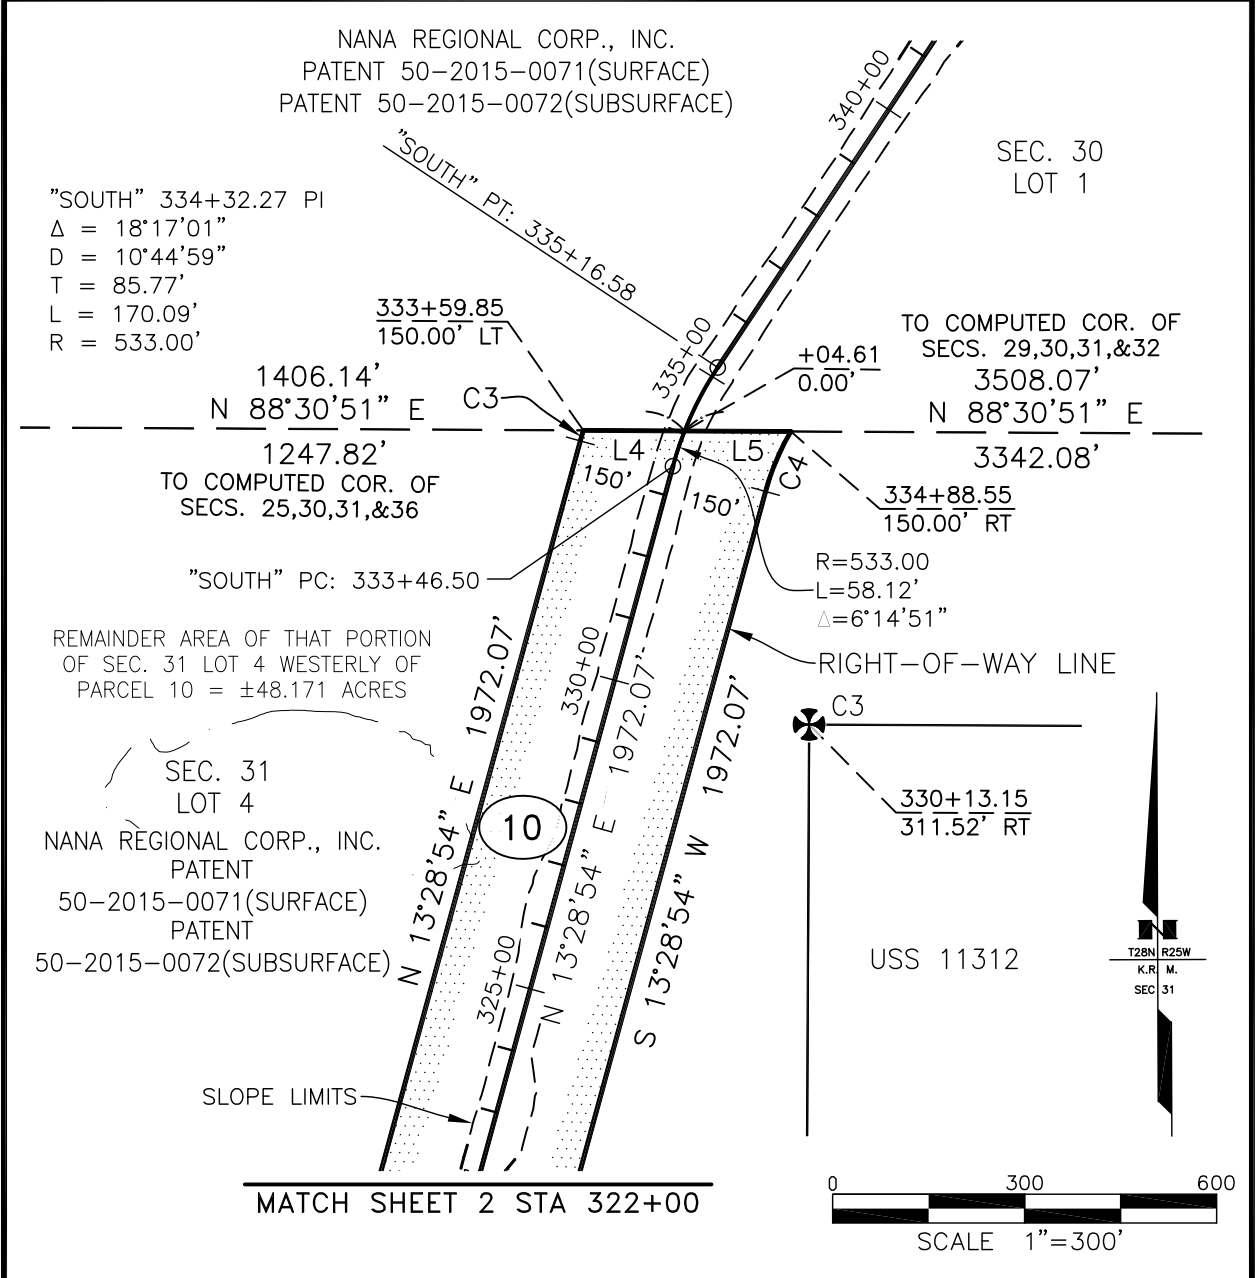 NANA REGIONAL CORP., INC.
PATENT 50-2015-0071(SURFACE)
PATENT 50-2015-0072(SUBSURFACE)
340+00
SEC. 30
LOT 1
"SOUTH" PT: 335+16.58
"SOUTH" 334+32.27 PI
Δ = 18°17'01"
D = 10°44'59"
T = 85.77'
L = 170.09'
R = 533.00'
333+59.85
150.00' LT
335+00
+04.61
0.00'
TO COMPUTED COR. OF
SECS. 29,30,31,&32
3508.07'
N 88°30'51" E
3342.08'
1406.14'
N 88°30'51" E
1247.82'
TO COMPUTED COR. OF
SECS. 25,30,31,&36
C3
L4
L5
150'
150'
C4
334+88.55
150.00' RT
"SOUTH" PC: 333+46.50
R=533.00
L=58.12'
△=6°14'51"
RIGHT-OF-WAY LINE
REMAINDER AREA OF THAT PORTION
OF SEC. 31 LOT 4 WESTERLY OF
PARCEL 10 = ±48.171 ACRES
330+00
N 13°28'54" E 1972.07'
N 13°28'54" E 1972.07'
S 13°28'54" W 1972.07'
C3
330+13.15
311.52' RT
SEC. 31
LOT 4
NANA REGIONAL CORP., INC.
PATENT
50-2015-0071(SURFACE)
PATENT
50-2015-0072(SUBSURFACE)
10
325+00
USS 11312
N
T28N R25W
K.R. M.
SEC 31
SLOPE LIMITS
MATCH SHEET 2 STA 322+00
0 300 600
SCALE 1"=300'